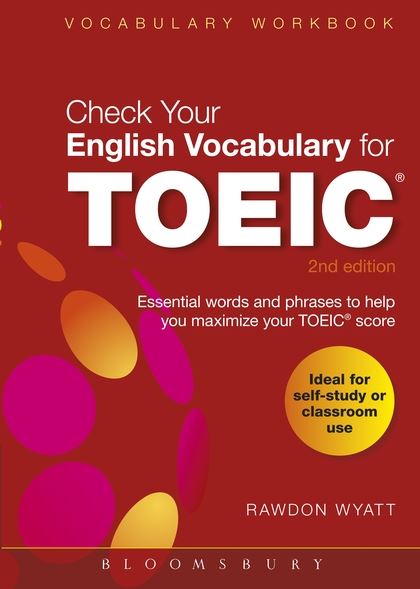 VOCABULARY WORKBOOK
Check Your
English Vocabulary for
TOEIC®
2nd edition
Essential words and phrases to help
you maximize your TOEIC® score
Ideal for
self-study or
classroom
use
RAWDON WYATT
BLOOMSBURY